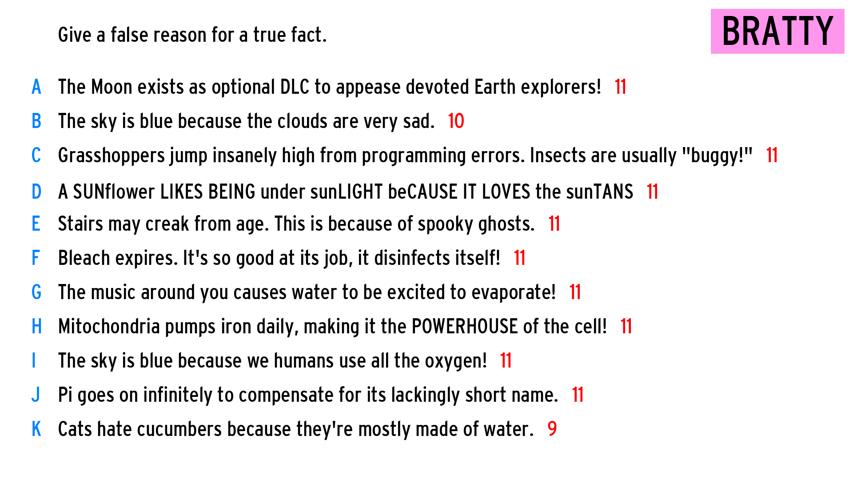 Give a false reason for a true fact.
BRATTY
A The Moon exists as optional DLC to appease devoted Earth explorers! 11
B The sky is blue because the clouds are very sad. 10
C Grasshoppers jump insanely high from programming errors. Insects are usually "buggy!" 11
D A SUNflower LIKES BEING under sunLIGHT beCAUSE IT LOVES the sunTANS 11
E Stairs may creak from age. This is because of spooky ghosts. 11
F Bleach expires. It's so good at its job, it disinfects itself! 11
G The music around you causes water to be excited to evaporate! 11
H Mitochondria pumps iron daily, making it the POWERHOUSE of the cell! 11
I The sky is blue because we humans use all the oxygen! 11
J Pi goes on infinitely to compensate for its lackingly short name. 11
K Cats hate cucumbers because they're mostly made of water. 9